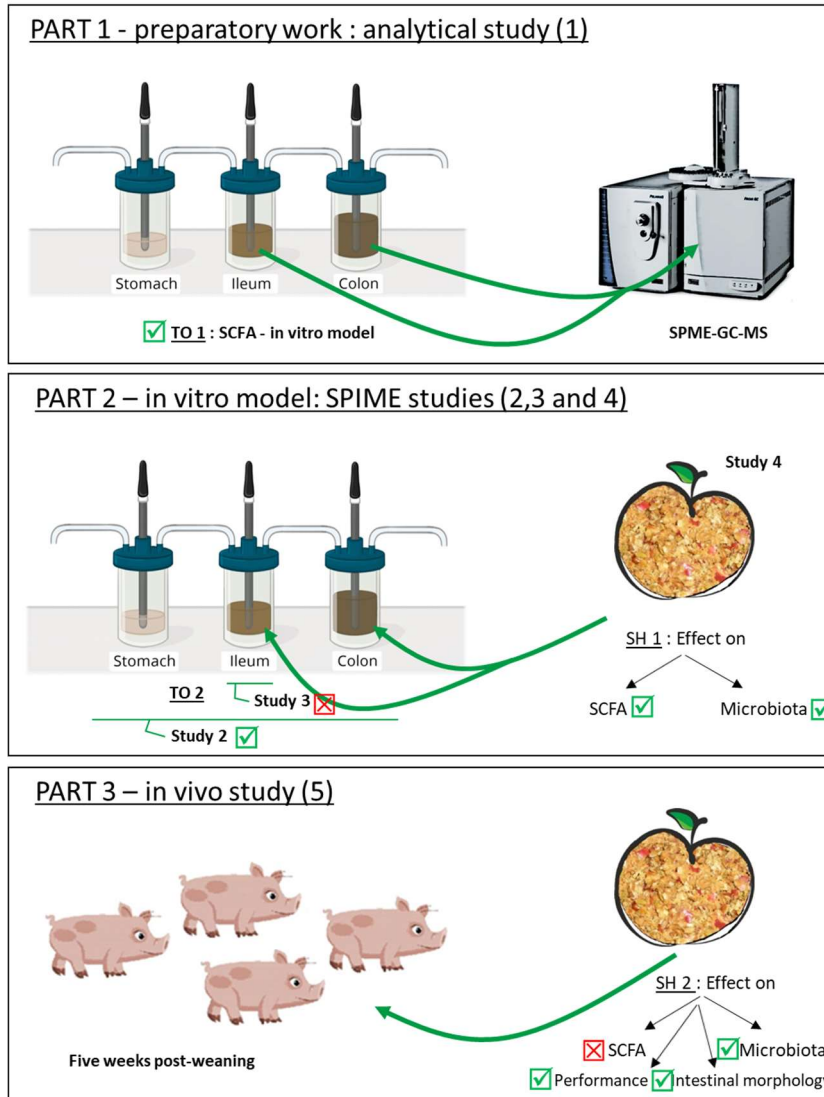 PART 1 - preparatory work : analytical study (1)
Stomach
Ileum
Colon
TO 1 : SCFA - in vitro model
SPME-GC-MS
PART 2 – in vitro model: SPIME studies (2,3 and 4)
Study 4
Stomach
Ileum
Colon
SH 1 : Effect on
TO 2
Study 3
SCFA
Microbiota
Study 2
PART 3 – in vivo study (5)
SH 2 : Effect on
Five weeks post-weaning
SCFA
Microbiota
Performance
Intestinal morphology